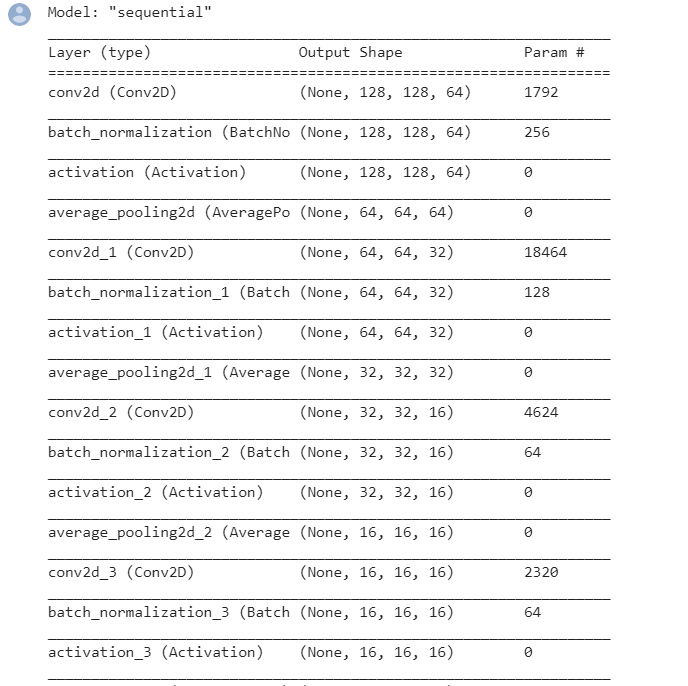 Model: "sequential"
Layer (type) Output Shape Param #
conv2d (Conv2D) (None, 128, 128, 64) 1792
batch_normalization (BatchNo (None, 128, 128, 64) 256
activation (Activation) (None, 128, 128, 64) 0
average_pooling2d (AveragePo (None, 64, 64, 64) 0
conv2d_1 (Conv2D) (None, 64, 64, 32) 18464
batch_normalization_1 (Batch (None, 64, 64, 32) 128
activation_1 (Activation) (None, 64, 64, 32) 0
average_pooling2d_1 (Average (None, 32, 32, 32) 0
conv2d_2 (Conv2D) (None, 32, 32, 16) 4624
batch_normalization_2 (Batch (None, 32, 32, 16) 64
activation_2 (Activation) (None, 32, 32, 16) 0
average_pooling2d_2 (Average (None, 16, 16, 16) 0
conv2d_3 (Conv2D) (None, 16, 16, 16) 2320
batch_normalization_3 (Batch (None, 16, 16, 16) 64
activation_3 (Activation) (None, 16, 16, 16) 0